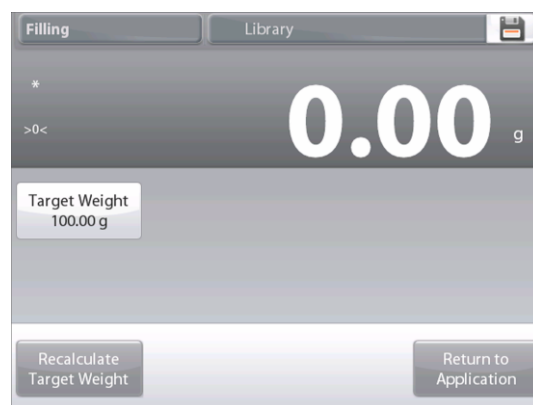 Filling
Library
*
>0<
0.00 g
Target Weight
100.00 g
Recalculate
Target Weight
Return to
Application